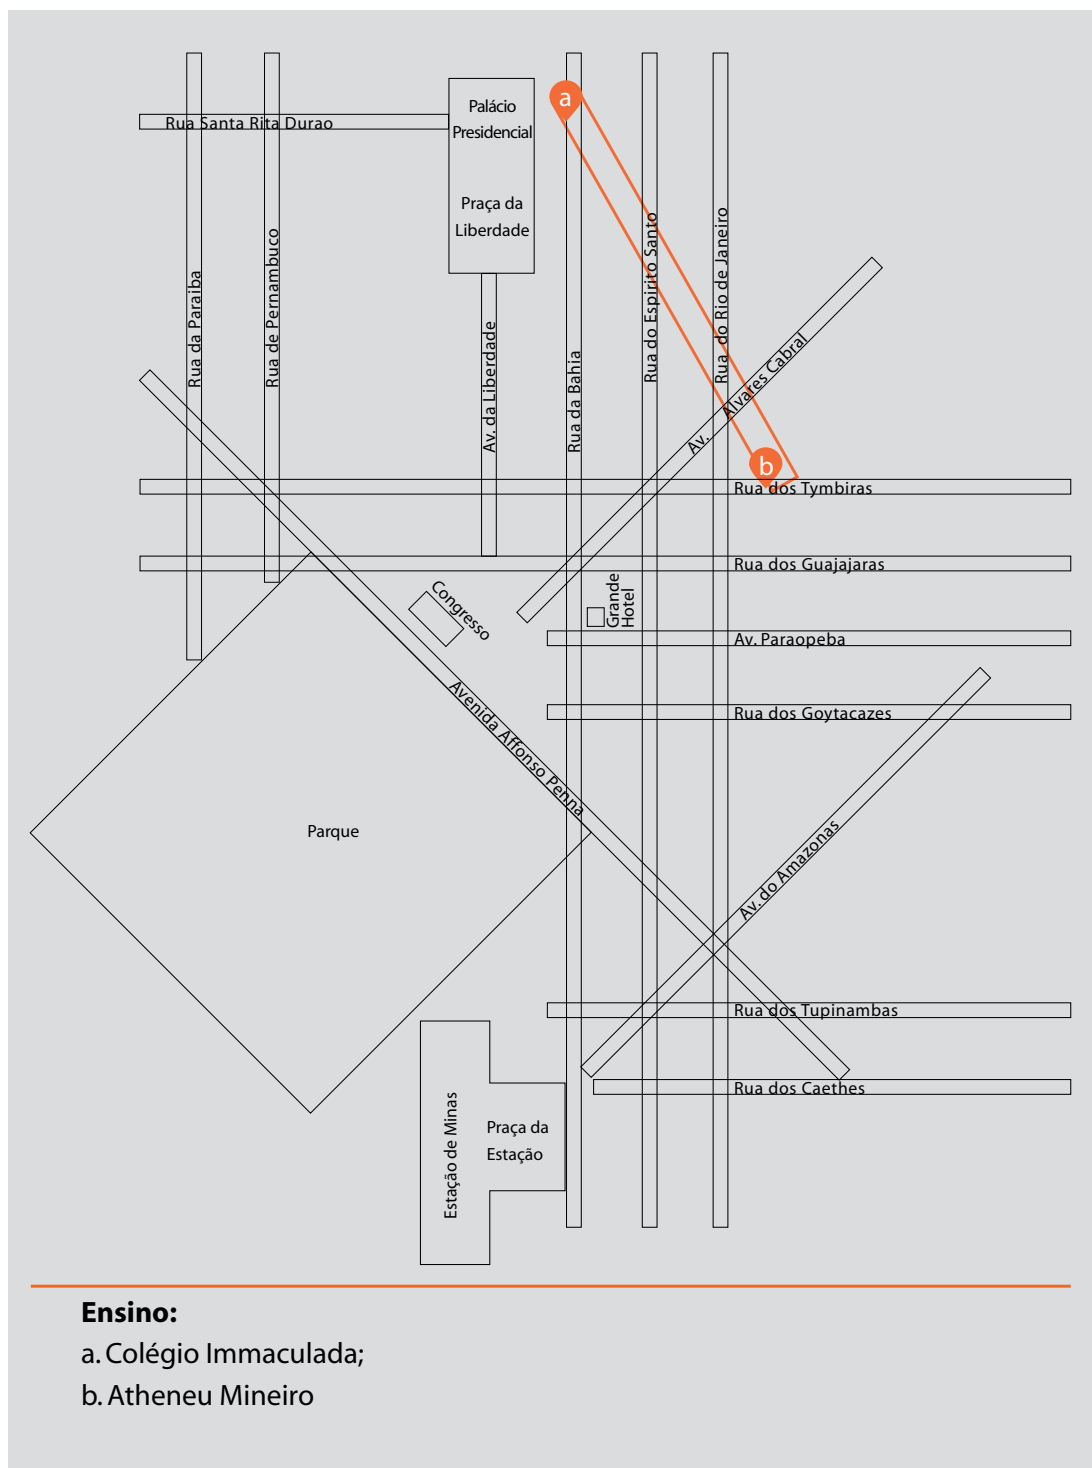 a
Palácio
Presidencial
Rua Santa Rita Durao
Praça da
Liberdade
Rua da Paraiba
Rua de Pernambuco
Av. da Liberdade
Rua da Bahia
Rua do Espirito Santo
Rua do Rio de Janeiro
Av. Alvares Cabral
b
Rua dos Tymbiras
Rua dos Guajajaras
Congresso
Grande
Hotel
Av. Paraopeba
Avenida Affonso Penna
Rua dos Goytacazes
Parque
Av. do Amazonas
Rua dos Tupinambas
Rua dos Caethes
Estação de Minas
Praça da
Estação
Ensino:
a. Colégio Immaculada;
b. Atheneu Mineiro